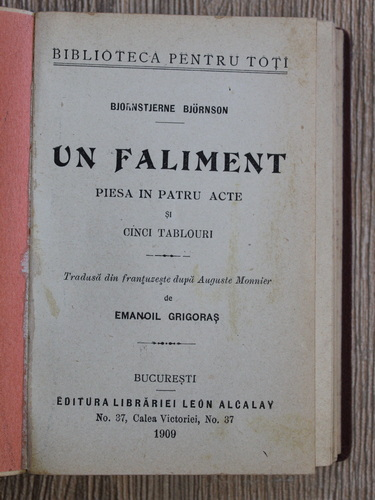 BIBLIOTECA PENTRU TOȚI
BJORNSTJERNE BJÖRNSON
UN FALIMENT
PIESA IN PATRU ACTE
ȘI
CINCI TABLOURI
Tradusă din franțuzește după Auguste Monnier
de
EMANOIL GRIGORAȘ
BUCUREȘTI
EDITURA LIBRĂRIEI LEON ALCALAY
No. 37, Calea Victoriei, No. 37
1909